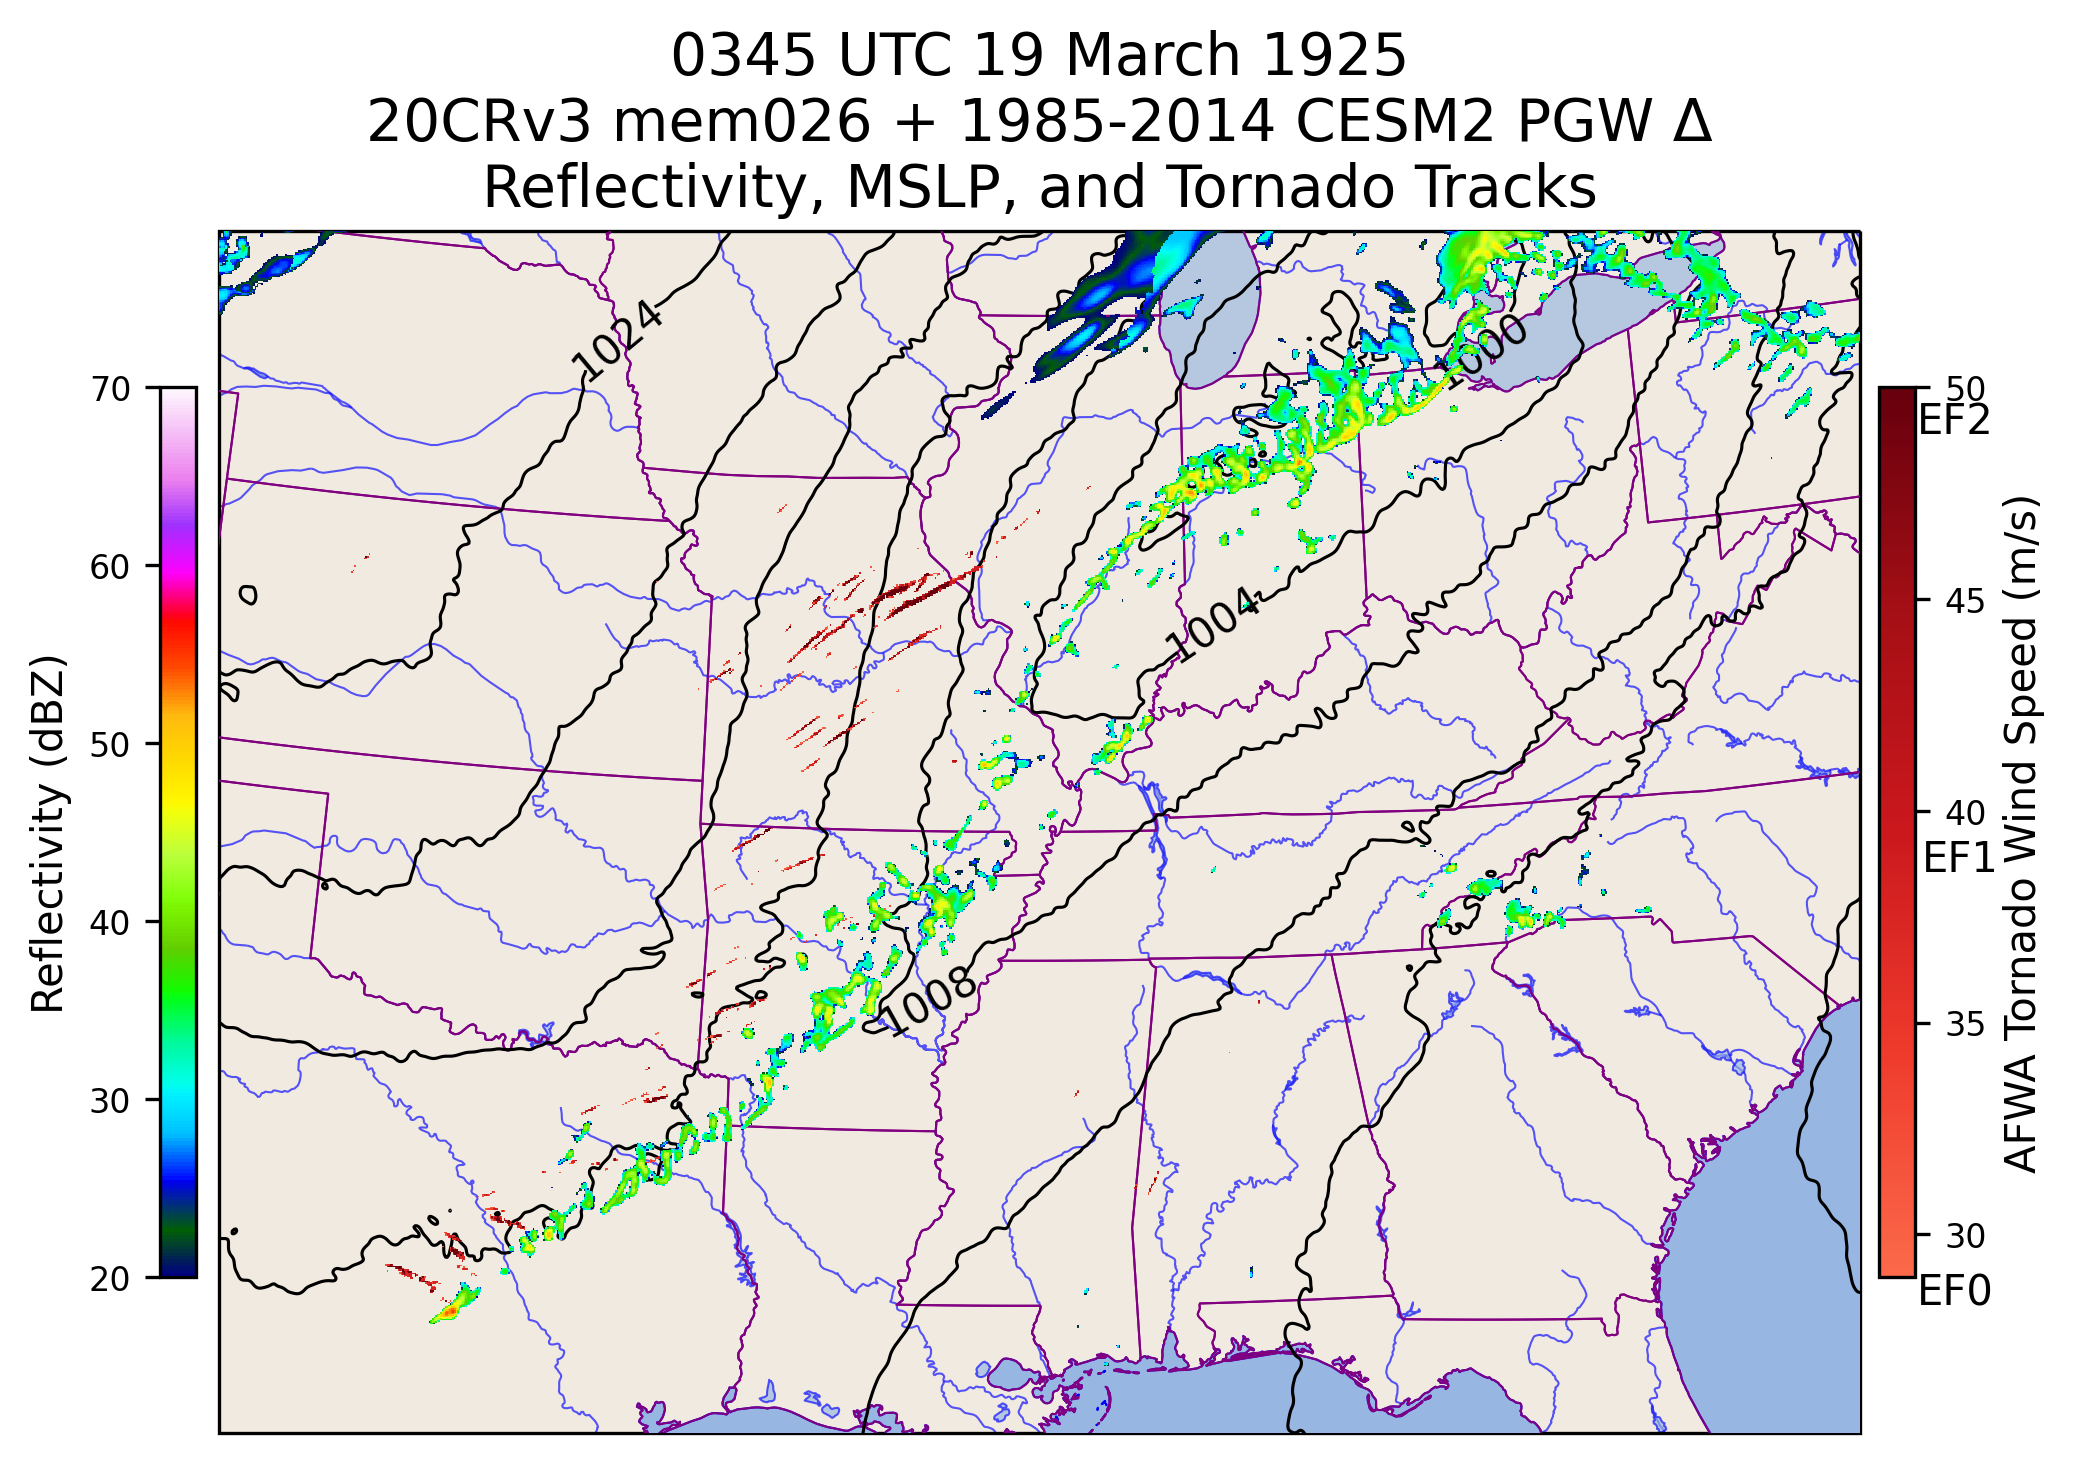 0345 UTC 19 March 1925
20CRv3 mem026 + 1985-2014 CESM2 PGW Δ
Reflectivity, MSLP, and Tornado Tracks
1024
1000
1004
1008
70
60
50
40
30
20
Reflectivity (dBZ)
50
EF2
45
40
EF1
35
30
EF0
AFWA Tornado Wind Speed (m/s)